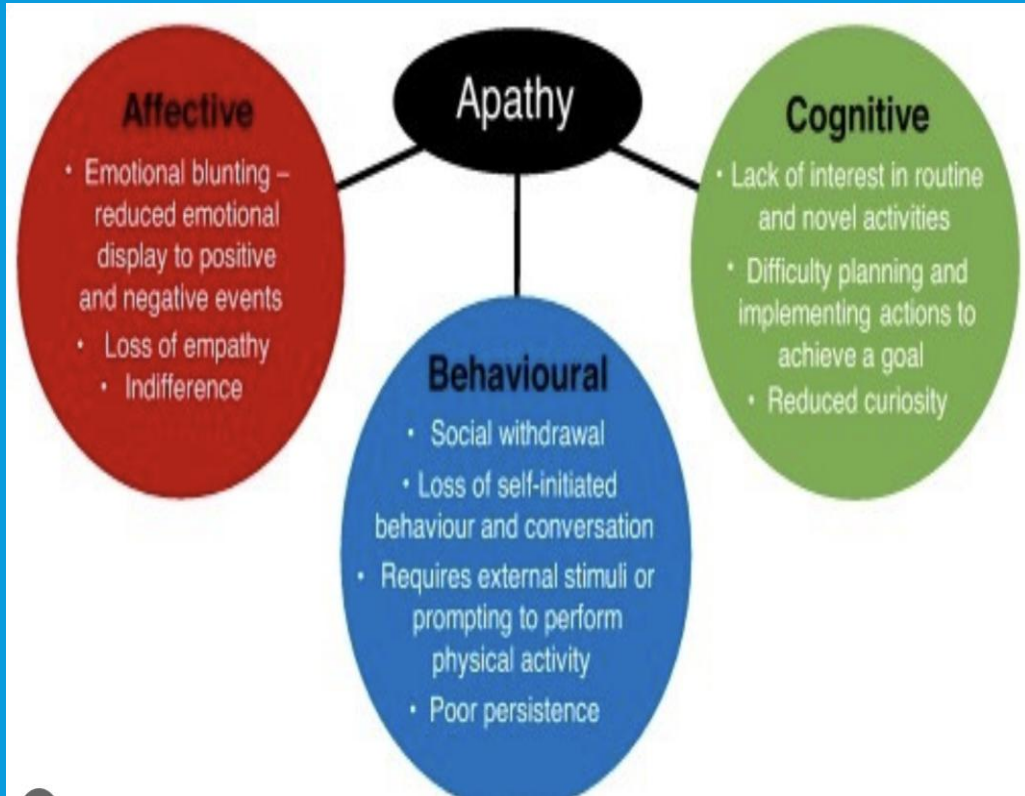 Apathy
Affective
• Emotional blunting –
reduced emotional
display to positive
and negative events
• Loss of empathy
• Indifference
Behavioural
• Social withdrawal
• Loss of self-initiated
behaviour and conversation
• Requires external stimuli or
prompting to perform
physical activity
• Poor persistence
Cognitive
• Lack of interest in routine
and novel activities
• Difficulty planning and
implementing actions to
achieve a goal
• Reduced curiosity